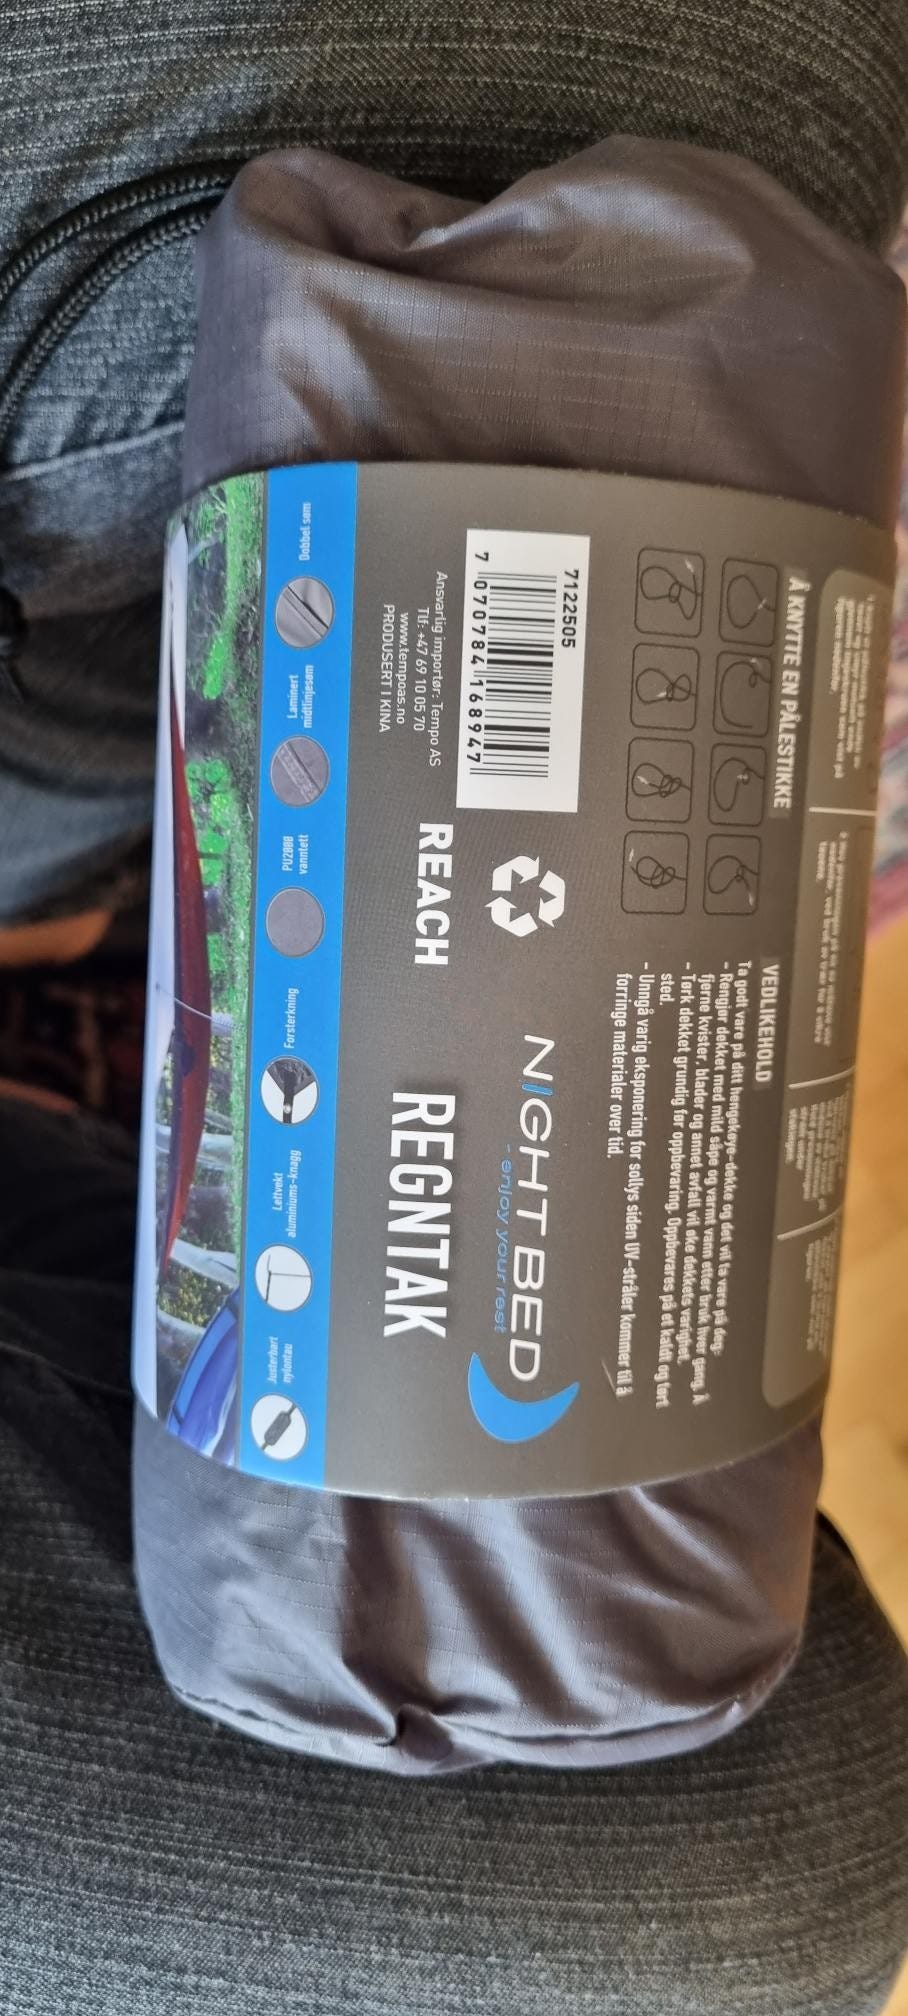 Å KNYTTE EN PÅLESTIKKE
VEDLIKEHOLD
Ta godt vare på ditt hengekøye-dekke og det vil ta vare på deg.
- Rengjør dekket med mild såpe og varmt vann etter bruk hver gang. Å
fjerne kvister, blader og annet avfall vil øke dekkets varighet.
- Tørk dekket grundig før oppbevaring. Oppbevares på et kaldt og tørt
sted.
- Unngå varig eksponering for sollys siden UV-stråler kommer til å
forringe materialer over tid.
7122505
7 070784 168947
Ansvarlig importør: Tempo AS
Tlf: +47 69 10 05 70
www.tempoas.no
PRODUSERT I KINA
REACH
NIGHTBED
- enjoy your rest
REGNTAK
Dobbel søm
Laminert
midtlinjesøm
PU2000
vanntett
Forsterkning
Lettvekt
aluminiums-knagg
Justerbart
nylontau